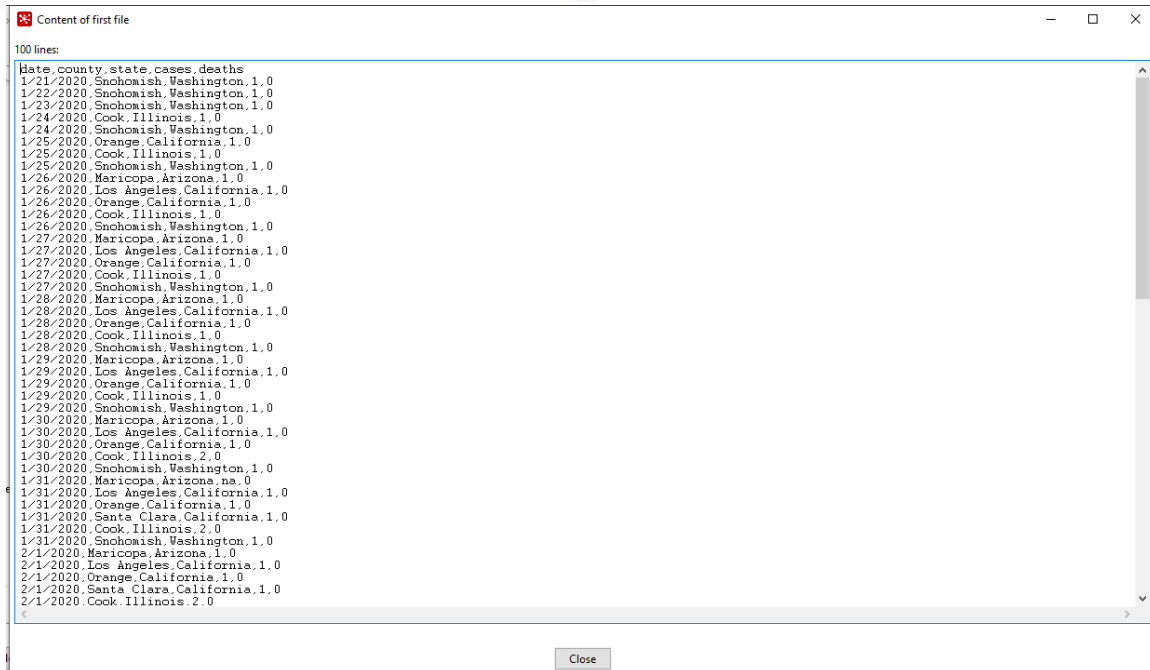 Content of first file
100 lines:
date,county,state,cases,deaths
1/21/2020,Snohomish,Washington,1,0
1/22/2020,Snohomish,Washington,1,0
1/23/2020,Snohomish,Washington,1,0
1/24/2020,Cook,Illinois,1,0
1/24/2020,Snohomish,Washington,1,0
1/25/2020,Orange,California,1,0
1/25/2020,Cook,Illinois,1,0
1/25/2020,Snohomish,Washington,1,0
1/26/2020,Maricopa,Arizona,1,0
1/26/2020,Los Angeles,California,1,0
1/26/2020,Orange,California,1,0
1/26/2020,Cook,Illinois,1,0
1/26/2020,Snohomish,Washington,1,0
1/27/2020,Maricopa,Arizona,1,0
1/27/2020,Los Angeles,California,1,0
1/27/2020,Orange,California,1,0
1/27/2020,Cook,Illinois,1,0
1/27/2020,Snohomish,Washington,1,0
1/28/2020,Maricopa,Arizona,1,0
1/28/2020,Los Angeles,California,1,0
1/28/2020,Orange,California,1,0
1/28/2020,Cook,Illinois,1,0
1/28/2020,Snohomish,Washington,1,0
1/29/2020,Maricopa,Arizona,1,0
1/29/2020,Los Angeles,California,1,0
1/29/2020,Orange,California,1,0
1/29/2020,Cook,Illinois,1,0
1/29/2020,Snohomish,Washington,1,0
1/30/2020,Maricopa,Arizona,1,0
1/30/2020,Los Angeles,California,1,0
1/30/2020,Orange,California,1,0
1/30/2020,Cook,Illinois,2,0
1/30/2020,Snohomish,Washington,1,0
1/31/2020,Maricopa,Arizona,na,0
1/31/2020,Los Angeles,California,1,0
1/31/2020,Orange,California,1,0
1/31/2020,Santa Clara,California,1,0
1/31/2020,Cook,Illinois,2,0
1/31/2020,Snohomish,Washington,1,0
2/1/2020,Maricopa,Arizona,1,0
2/1/2020,Los Angeles,California,1,0
2/1/2020,Orange,California,1,0
2/1/2020,Santa Clara,California,1,0
2/1/2020,Cook,Illinois,2,0
Close